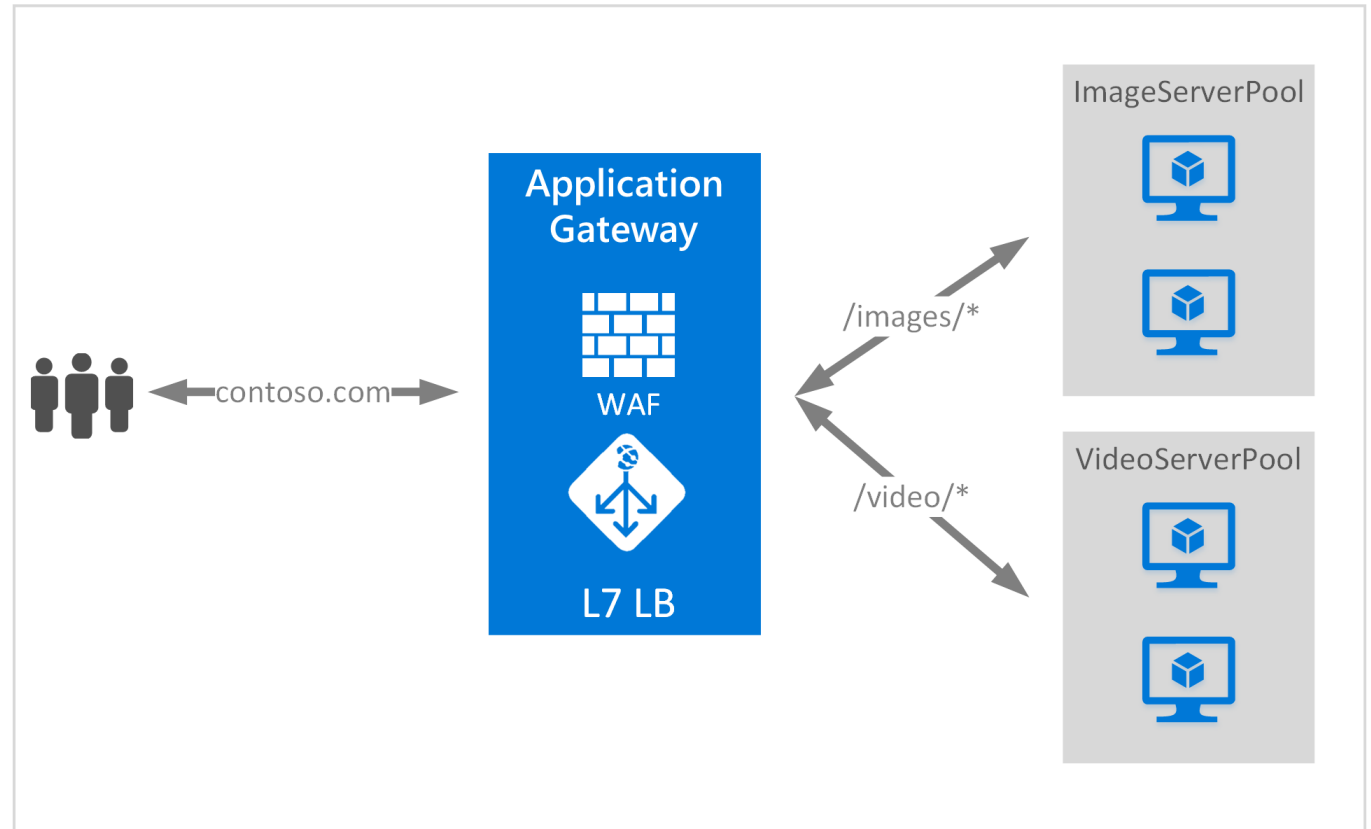 contoso.com
Application
Gateway
WAF
L7 LB
/images/*
/video/*
ImageServerPool
VideoServerPool